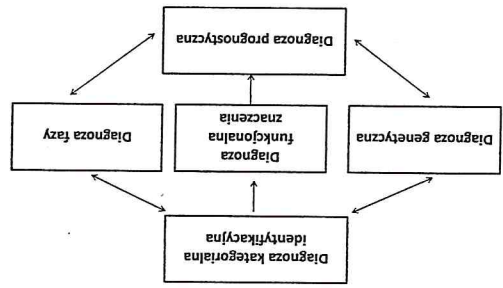 Diagnoza kategorialna
identyfikacyjna
Diagnoza genetyczna
Diagnoza
funkcjonalna
znaczenia
Diagnoza fazy
Diagnoza prognostyczna